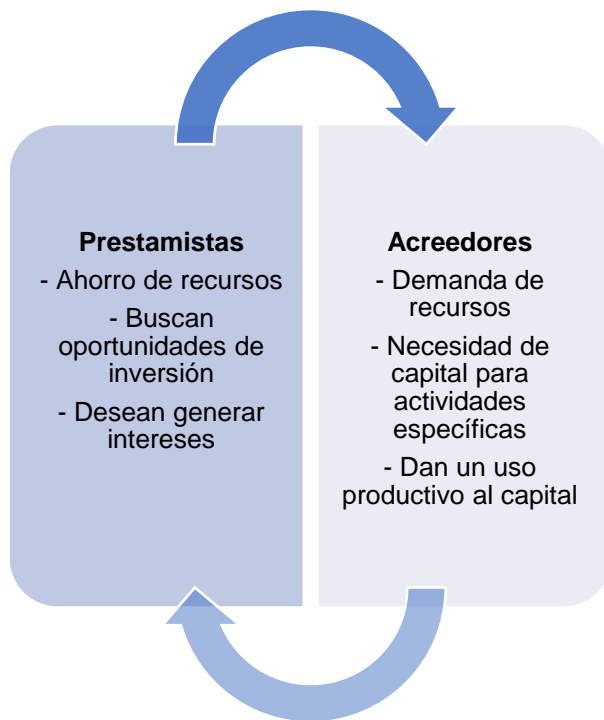 Prestamistas
- Ahorro de recursos
- Buscan
oportunidades de
inversión
- Desean generar
intereses
Acreedores
- Demanda de
recursos
- Necesidad de
capital para
actividades
específicas
- Dan un uso
productivo al capital